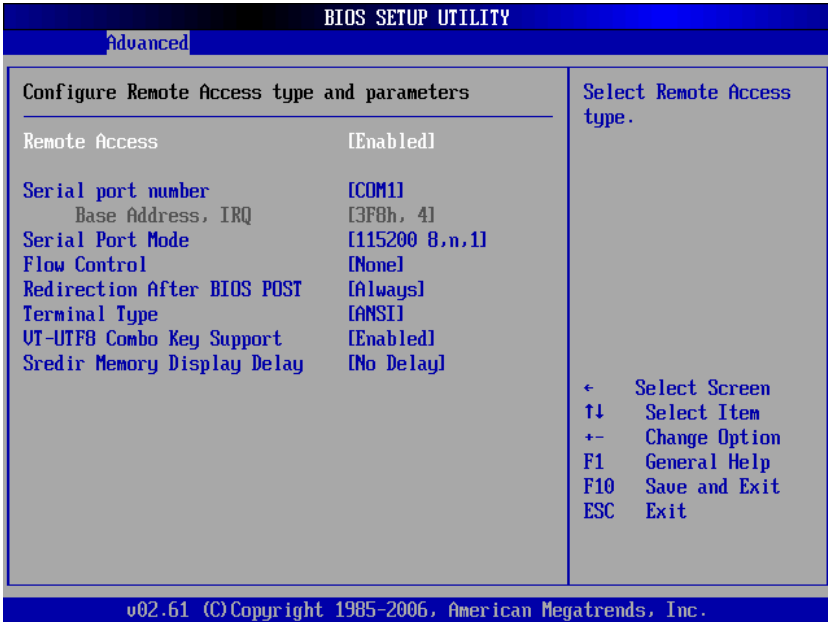 BIOS SETUP UTILITY
Advanced
Configure Remote Access type and parameters
Remote Access [Enabled]
Serial port number [COM1]
Base Address, IRQ [3F8h, 4]
Serial Port Mode [115200 8,n,1]
Flow Control [None]
Redirection After BIOS POST [Always]
Terminal Type [ANSI]
VT-UTF8 Combo Key Support [Enabled]
Sredir Memory Display Delay [No Delay]
Select Remote Access
type.
← Select Screen
↑↓ Select Item
+- Change Option
F1 General Help
F10 Save and Exit
ESC Exit
v02.61 (C)Copyright 1985-2006, American Megatrends, Inc.